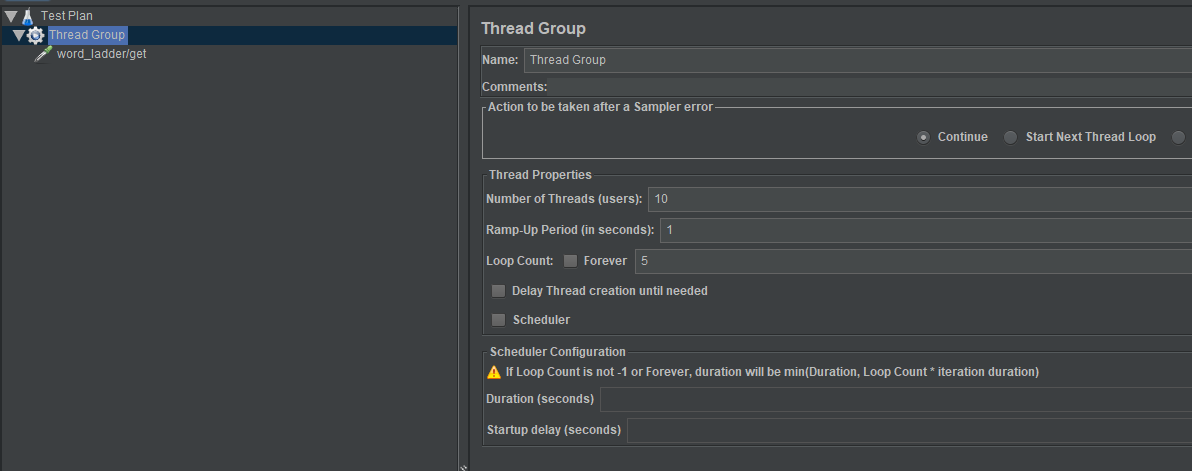 Test Plan
Thread Group
word_ladder/get
Thread Group
Name: Thread Group
Comments:
Action to be taken after a Sampler error
Continue Start Next Thread Loop
Thread Properties
Number of Threads (users): 10
Ramp-Up Period (in seconds): 1
Loop Count: Forever 5
Delay Thread creation until needed
Scheduler
Scheduler Configuration
If Loop Count is not -1 or Forever, duration will be min(Duration, Loop Count * iteration duration)
Duration (seconds)
Startup delay (seconds)